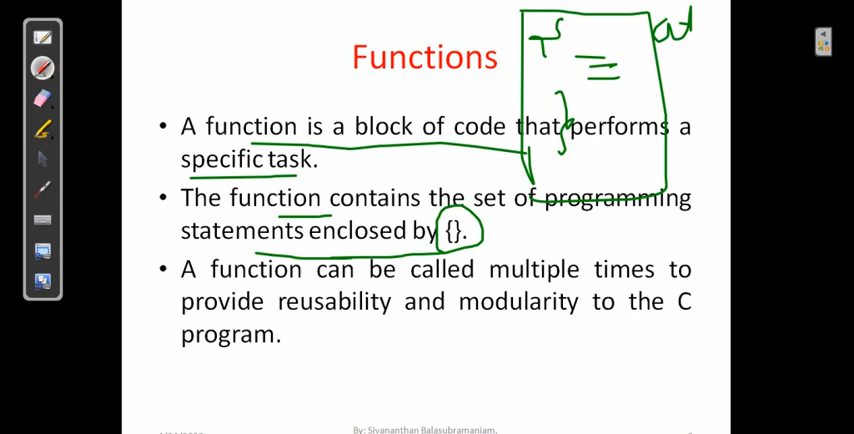 Functions
• A function is a block of code that performs a
specific task.
• The function contains the set of programming
statements enclosed by {}.
• A function can be called multiple times to
provide reusability and modularity to the C
program.
By: Sivananthan Balasubramaniam,